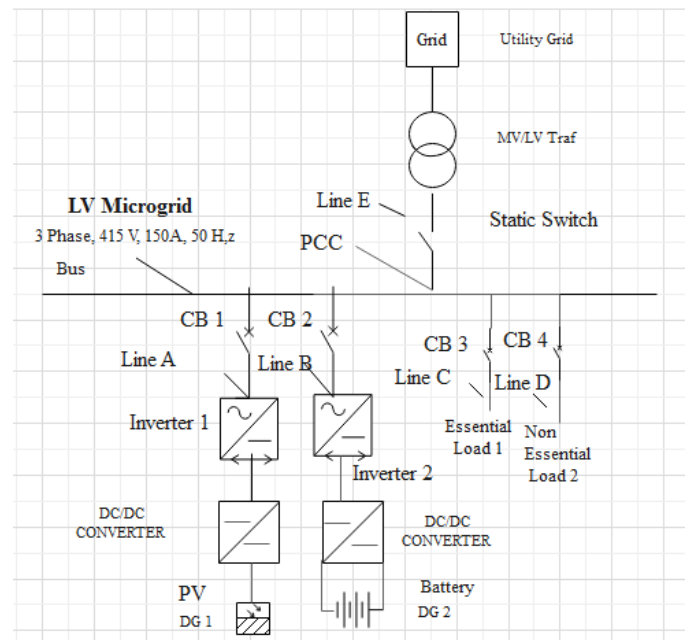 Grid
Utility Grid
MV/LV Traf
Line E
LV Microgrid
Static Switch
3 Phase, 415 V, 150A, 50 H,z
PCC
Bus
CB 1
CB 2
CB 3
CB 4
Line A
Line B
Line C
Line D
Inverter 1
Essential
Load 1
Non
Essential
Load 2
Inverter 2
DC/DC
CONVERTER
DC/DC
CONVERTER
PV
DG 1
Battery
DG 2